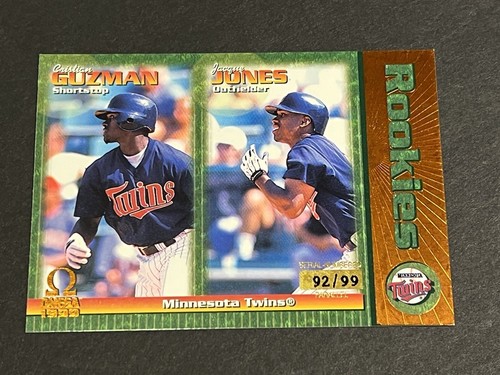 Cristian
GUZMAN
Shortstop
Jacque
JONES
Outfielder
Rookies
Twins
SERIAL NUMBERED
92/99
PARALLEL
OMEGA
1999
Minnesota Twins®
MINNESOTA
Twins